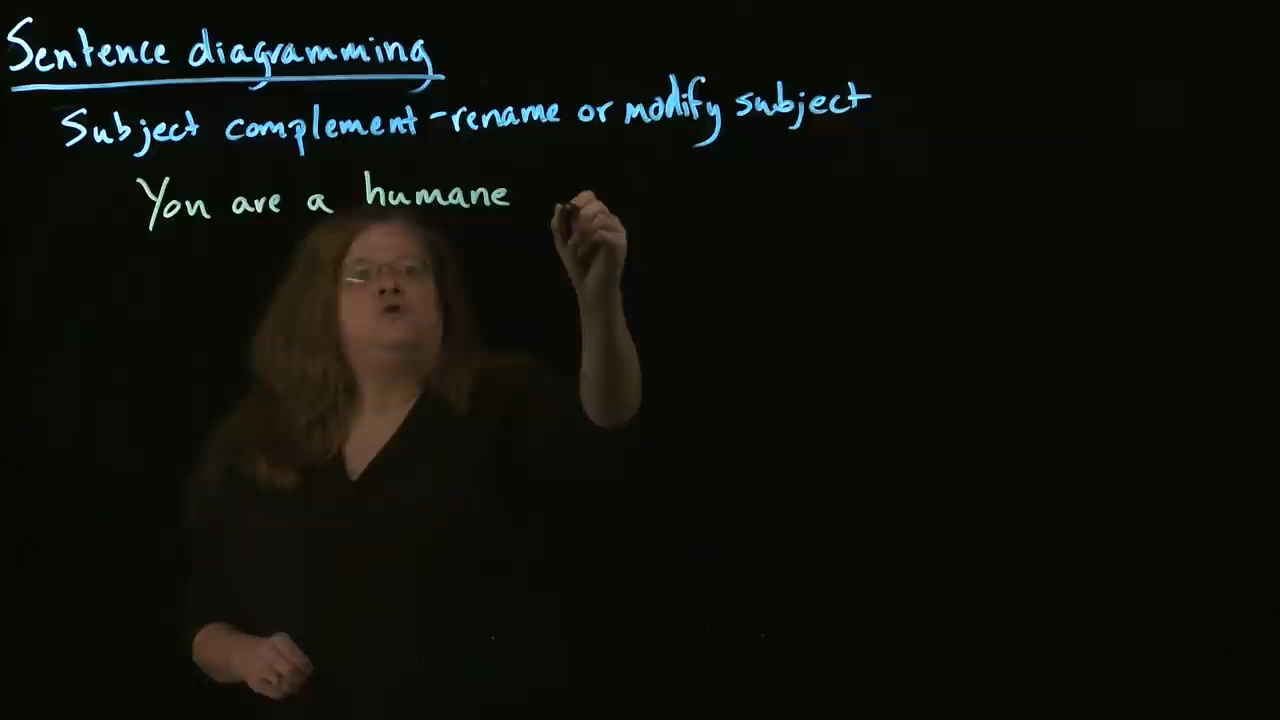 Sentence diagramming
Subject complement - rename or modify subject
You are a humane